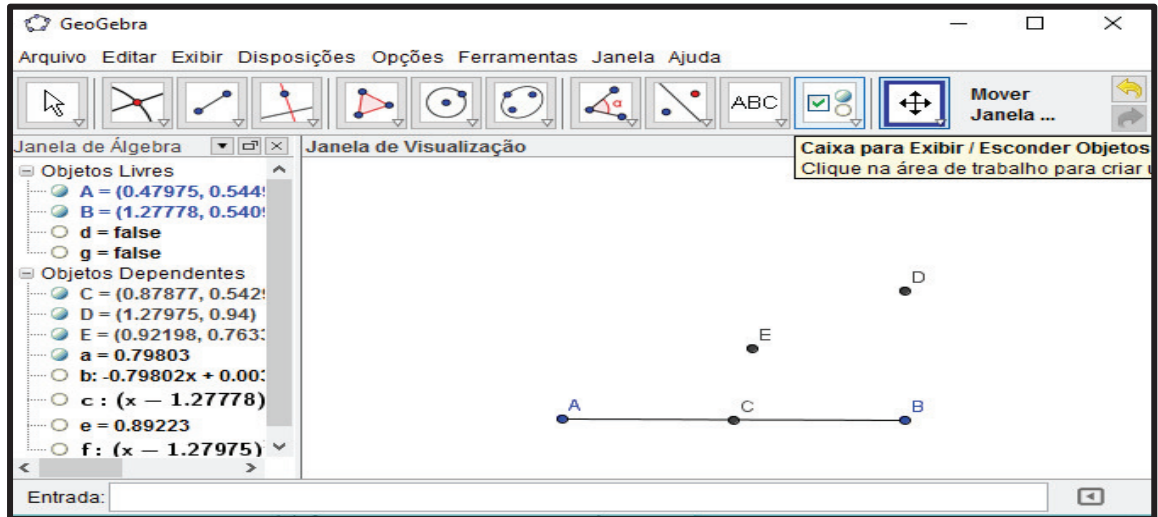 GeoGebra
Arquivo Editar Exibir Disposições Opções Ferramentas Janela Ajuda
ABC
α
Mover
Janela ...
Janela de Álgebra
Janela de Visualização
Caixa para Exibir / Esconder Objetos
Clique na área de trabalho para criar
Objetos Livres
A = (0.47975, 0.544
B = (1.27778, 0.540
d = false
g = false
Objetos Dependentes
C = (0.87877, 0.542
D = (1.27975, 0.94)
E = (0.92198, 0.763
a = 0.79803
b: -0.79802x + 0.00
c : (x − 1.27778)
e = 0.89223
f : (x − 1.27975)
D
E
A
C
B
Entrada: